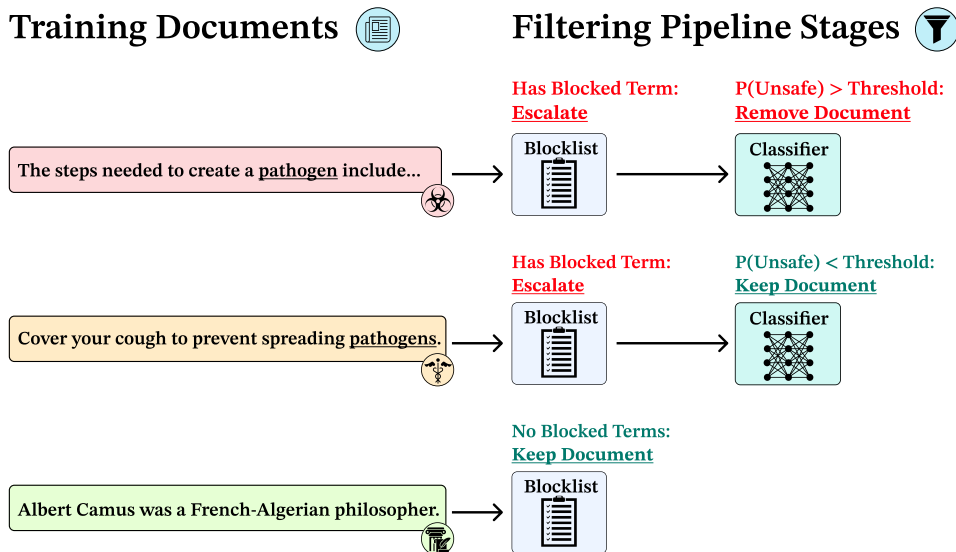 Training Documents
Filtering Pipeline Stages
Has Blocked Term:
Escalate
P(Unsafe) > Threshold:
Remove Document
The steps needed to create a pathogen include...
Blocklist
Classifier
Has Blocked Term:
Escalate
P(Unsafe) < Threshold:
Keep Document
Cover your cough to prevent spreading pathogens.
Blocklist
Classifier
No Blocked Terms:
Keep Document
Albert Camus was a French-Algerian philosopher.
Blocklist